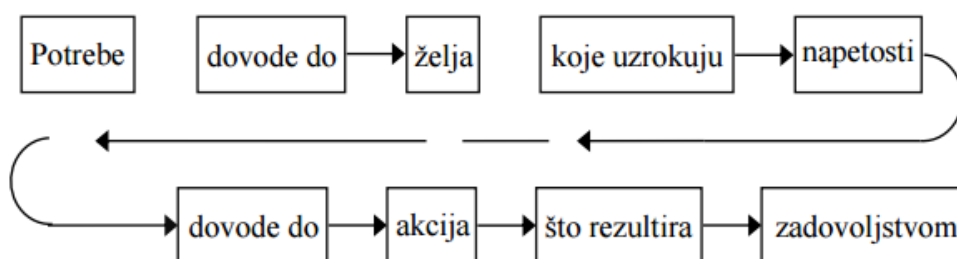 Potrebe dovode do želja koje uzrokuju napetosti
dovode do akcija što rezultira zadovoljstvom